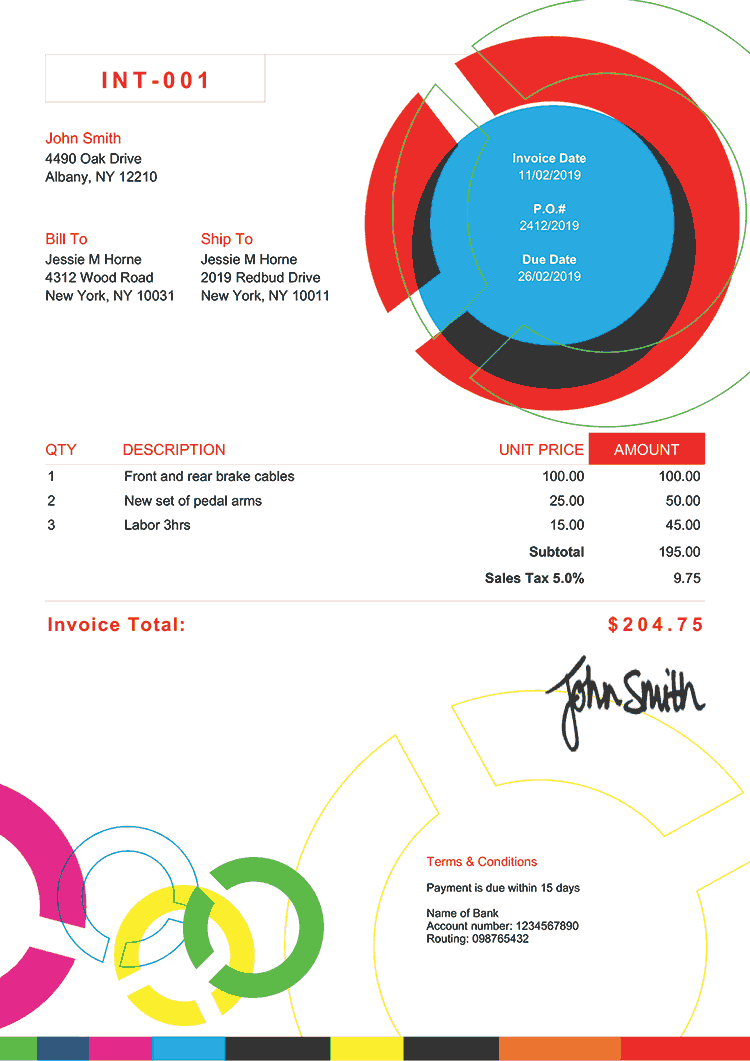 INT-001
John Smith
4490 Oak Drive
Albany, NY 12210
Invoice Date
11/02/2019
P.O.#
2412/2019
Due Date
26/02/2019
Bill To
Jessie M Horne
4312 Wood Road
New York, NY 10031
Ship To
Jessie M Horne
2019 Redbud Drive
New York, NY 10011
QTY DESCRIPTION UNIT PRICE AMOUNT
1 Front and rear brake cables 100.00 100.00
2 New set of pedal arms 25.00 50.00
3 Labor 3hrs 15.00 45.00
Subtotal 195.00
Sales Tax 5.0% 9.75
Invoice Total: $204.75
John Smith
Terms & Conditions
Payment is due within 15 days
Name of Bank
Account number: 1234567890
Routing: 098765432